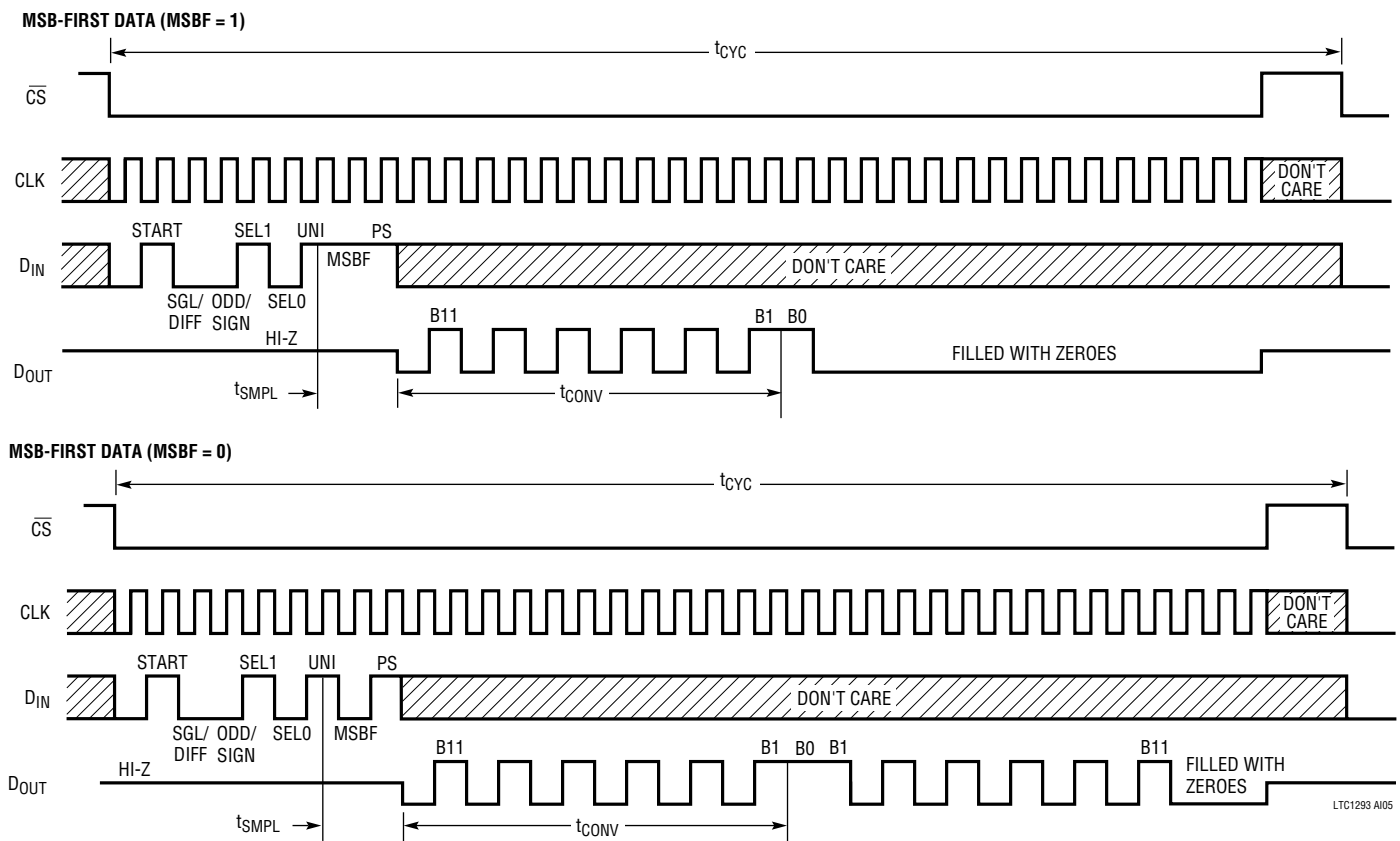 MSB-FIRST DATA (MSBF = 1)
tCYC
CS
CLK
DON'T
CARE
START SEL1 UNI PS
DIN
MSBF
DON'T CARE
SGL/ ODD/ SEL0
DIFF SIGN
B11 B1 B0
HI-Z
FILLED WITH ZEROES
DOUT
tSMPL
tCONV
MSB-FIRST DATA (MSBF = 0)
tCYC
CS
CLK
DON'T
CARE
START SEL1 UNI PS
DIN
DON'T CARE
SGL/ ODD/ SEL0 MSBF
DIFF SIGN
B11 B1 B0 B1 B11
HI-Z
FILLED WITH
ZEROES
DOUT
LTC1293 AI05
tSMPL
tCONV